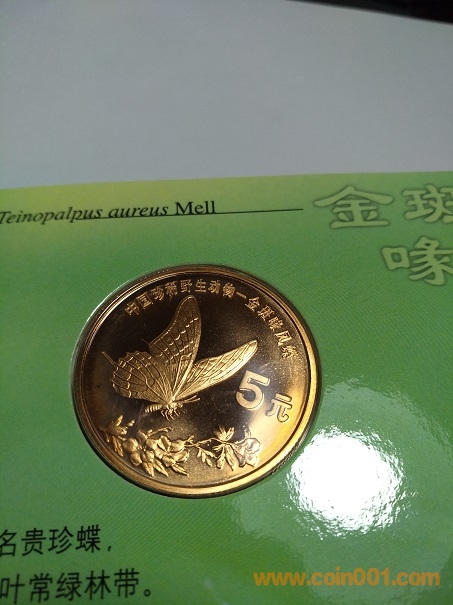 Teinopalpus aureus Mell
金斑
喙
中国珍稀野生动物—金斑喙凤蝶
5元
名贵珍蝶，
叶常绿林带。
www.coin001.com